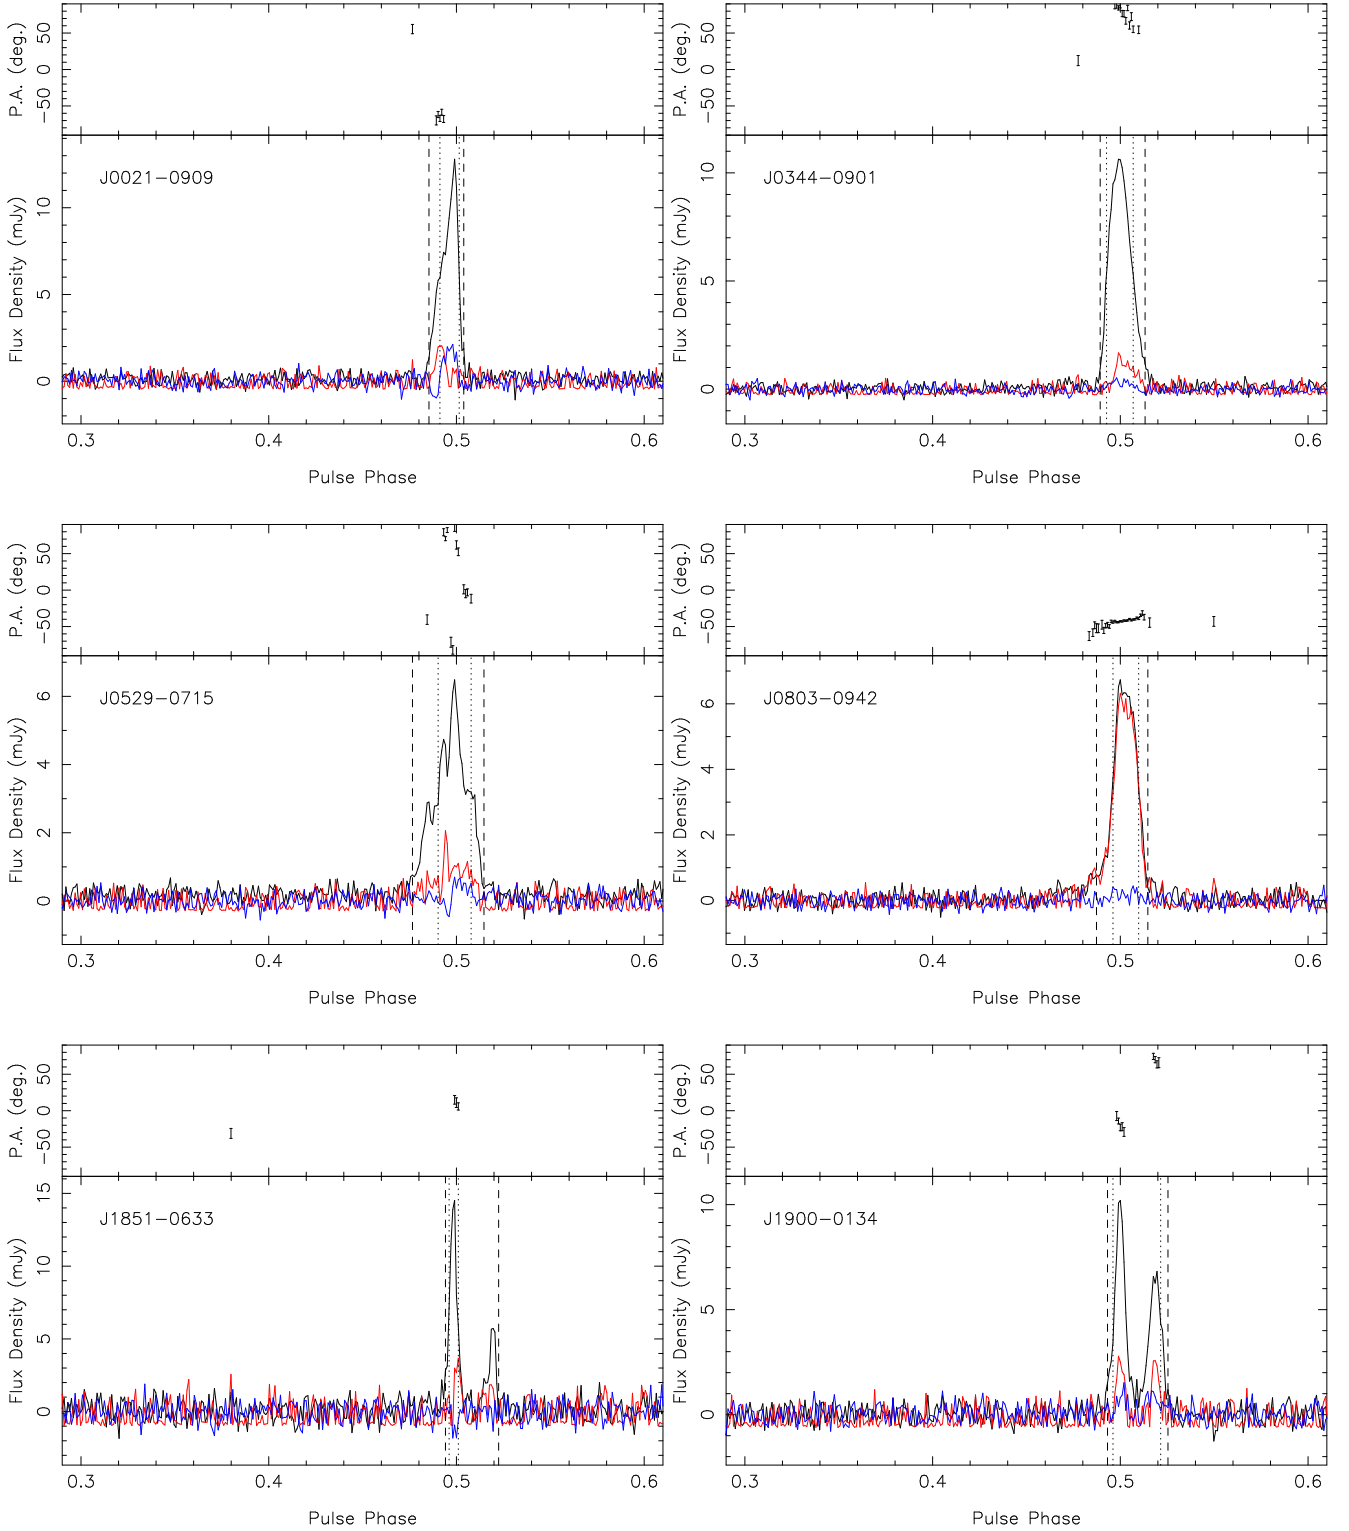 P.A. (deg.)
50
0
−50
Flux Density (mJy)
10
5
0
J0021−0909
0.3 0.4 0.5 0.6
Pulse Phase
P.A. (deg.)
50
0
−50
Flux Density (mJy)
10
5
0
J0344−0901
0.3 0.4 0.5 0.6
Pulse Phase
P.A. (deg.)
50
0
−50
Flux Density (mJy)
6
4
2
0
J0529−0715
0.3 0.4 0.5 0.6
Pulse Phase
P.A. (deg.)
50
0
−50
Flux Density (mJy)
6
4
2
0
J0803−0942
0.3 0.4 0.5 0.6
Pulse Phase
P.A. (deg.)
50
0
−50
Flux Density (mJy)
15
10
5
0
J1851−0633
0.3 0.4 0.5 0.6
Pulse Phase
P.A. (deg.)
50
0
−50
Flux Density (mJy)
10
5
0
J1900−0134
0.3 0.4 0.5 0.6
Pulse Phase